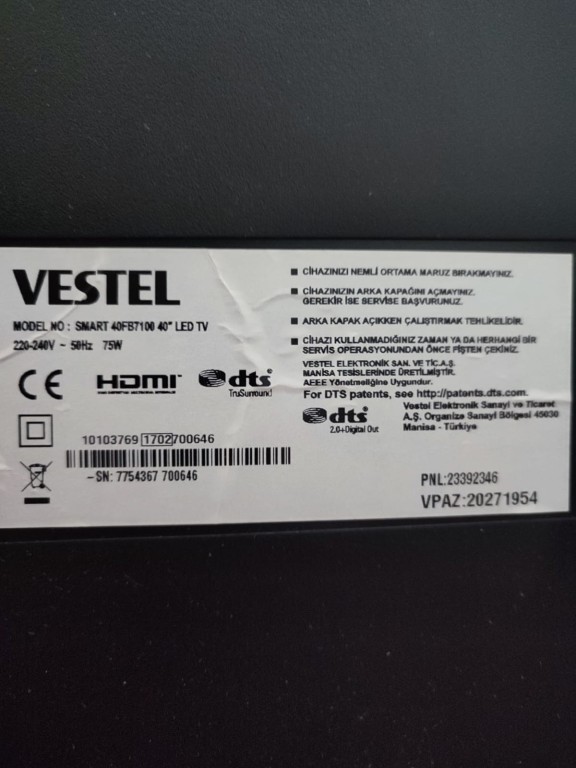 VESTEL
MODEL NO : SMART 40FB7100 40" LED TV
220-240V ~ 50Hz 75W
CE HDMI dts
TruSurround
10103769 1702 700646
-SN: 7754367 700646
CİHAZINIZI NEMLİ ORTAMA MARUZ BIRAKMAYINIZ.
CİHAZINIZIN ARKA KAPAĞINI AÇMAYINIZ.
GEREKİR İSE SERVİSE BAŞVURUNUZ.
ARKA KAPAK AÇIKKEN ÇALIŞTIRMAK TEHLİKELİDİR.
CİHAZI KULLANMADIĞINIZ ZAMAN YA DA HERHANGİ BİR
SERVİS OPERASYONUNDAN ÖNCE FİŞTEN ÇEKİNİZ.
VESTEL ELEKTRONİK SAN. VE TİC.A.Ş.
MANİSA TESİSLERİNDE ÜRETİLMİŞTİR.
AEEE Yönetmeliğine Uygundur.
For DTS patents, see http://patents.dts.com.
dts
2.0+Digital Out
Vestel Elektronik Sanayi ve Ticaret
A.Ş. Organize Sanayi Bölgesi 45030
Manisa - Türkiye
PNL:23392346
VPAZ:20271954